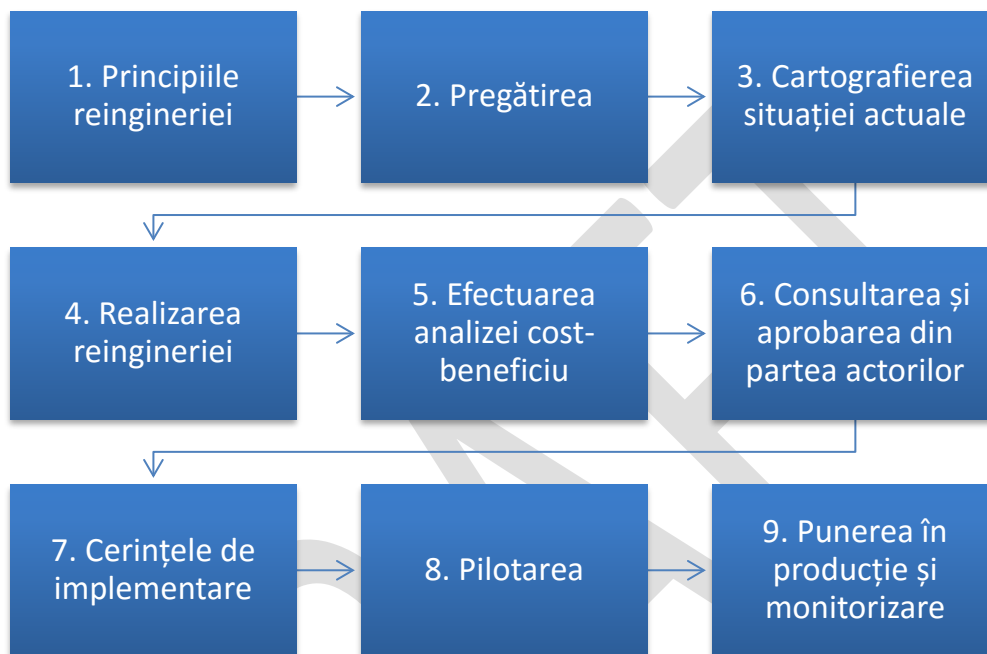 1. Principiile
reingineriei
2. Pregătirea
3. Cartografierea
situației actuale
4. Realizarea
reingineriei
5. Efectuarea
analizei cost-
beneficiu
6. Consultarea și
aprobarea din
partea actorilor
7. Cerințele de
implementare
8. Pilotarea
9. Punerea în
producție și
monitorizare